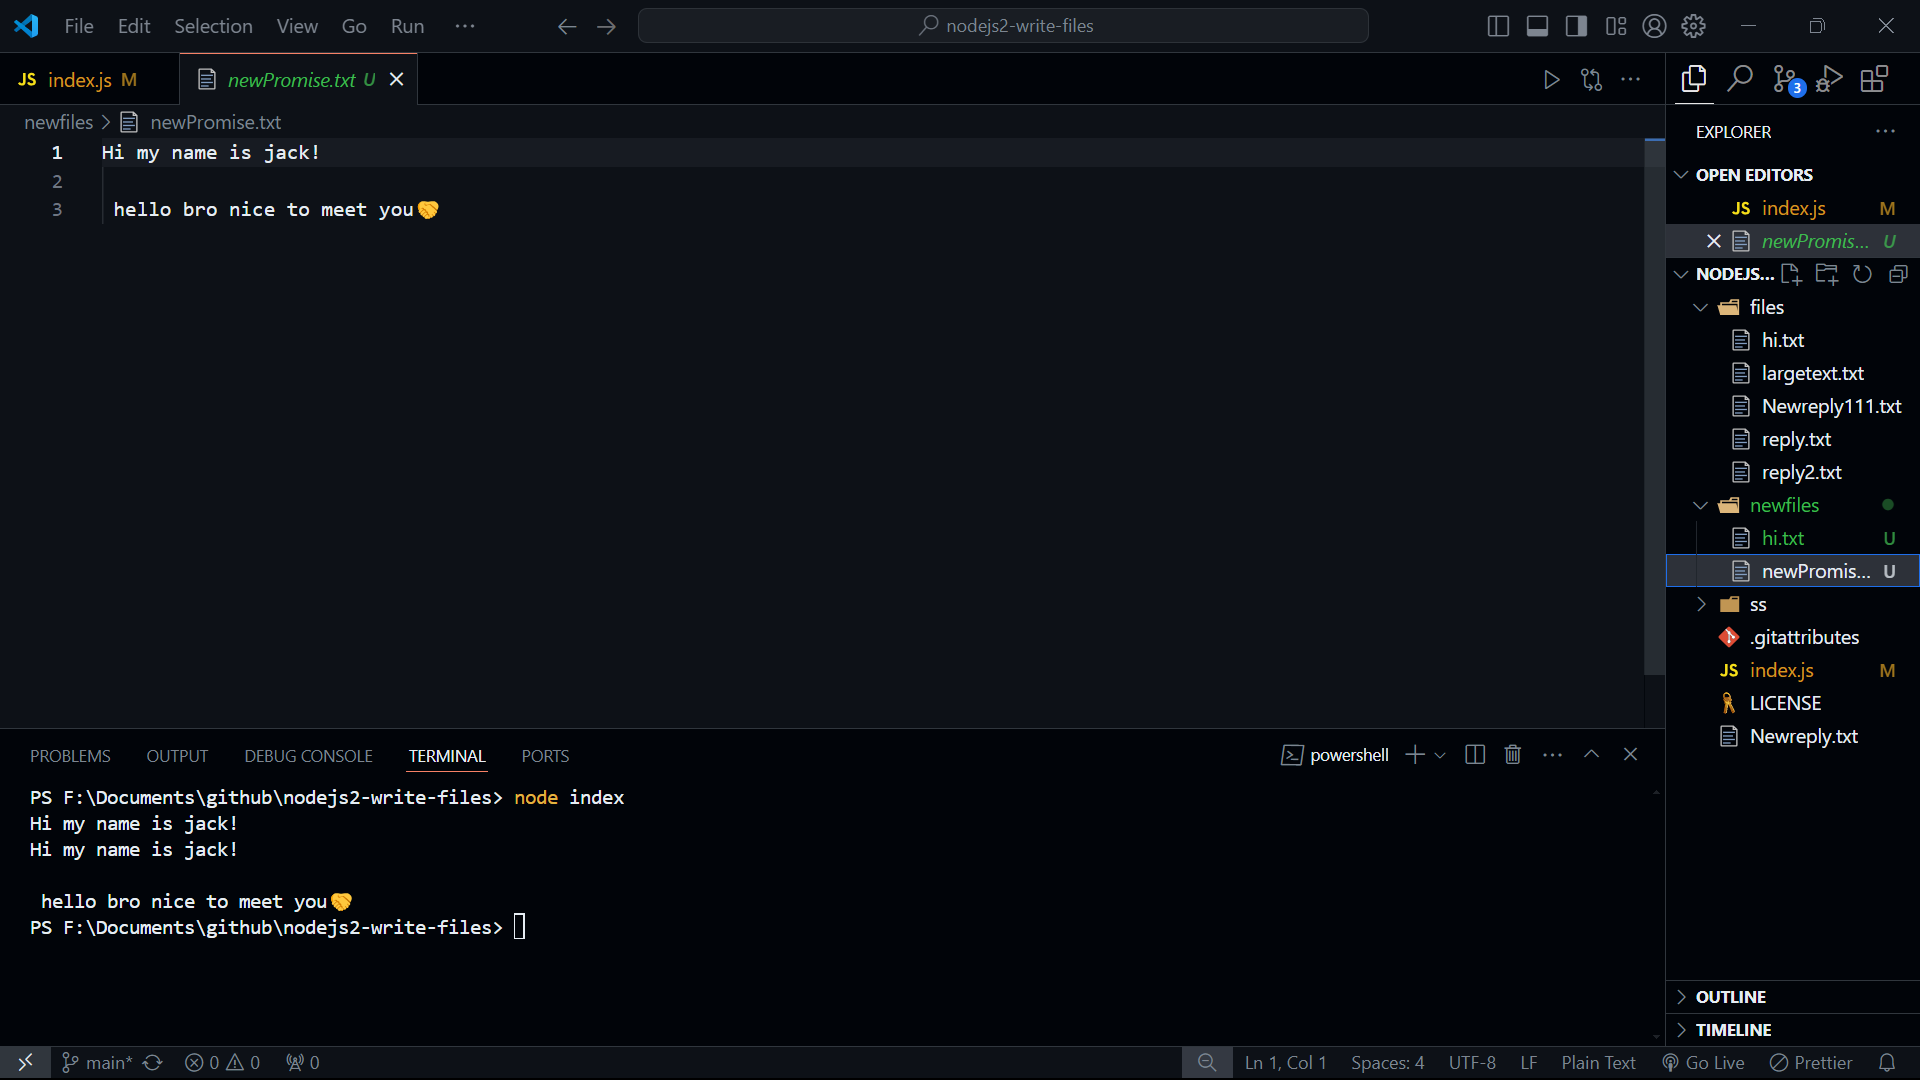 File Edit Selection View Go Run ··· nodejs2-write-files
JS index.js M newPromise.txt U
newfiles > newPromise.txt
1 Hi my name is jack!
2
3 hello bro nice to meet you🤝
3
EXPLORER
OPEN EDITORS
JS index.js M
newPromis... U
NODEJS...
files
hi.txt
largetext.txt
Newreply111.txt
reply.txt
reply2.txt
newfiles
hi.txt U
newPromis... U
ss
.gitattributes
JS index.js M
LICENSE
Newreply.txt
OUTLINE
TIMELINE
PROBLEMS OUTPUT DEBUG CONSOLE TERMINAL PORTS powershell
PS F:\Documents\github\nodejs2-write-files> node index
Hi my name is jack!
Hi my name is jack!
hello bro nice to meet you🤝
PS F:\Documents\github\nodejs2-write-files>
main* 0 0 0 Ln 1, Col 1 Spaces: 4 UTF-8 LF Plain Text Go Live Prettier